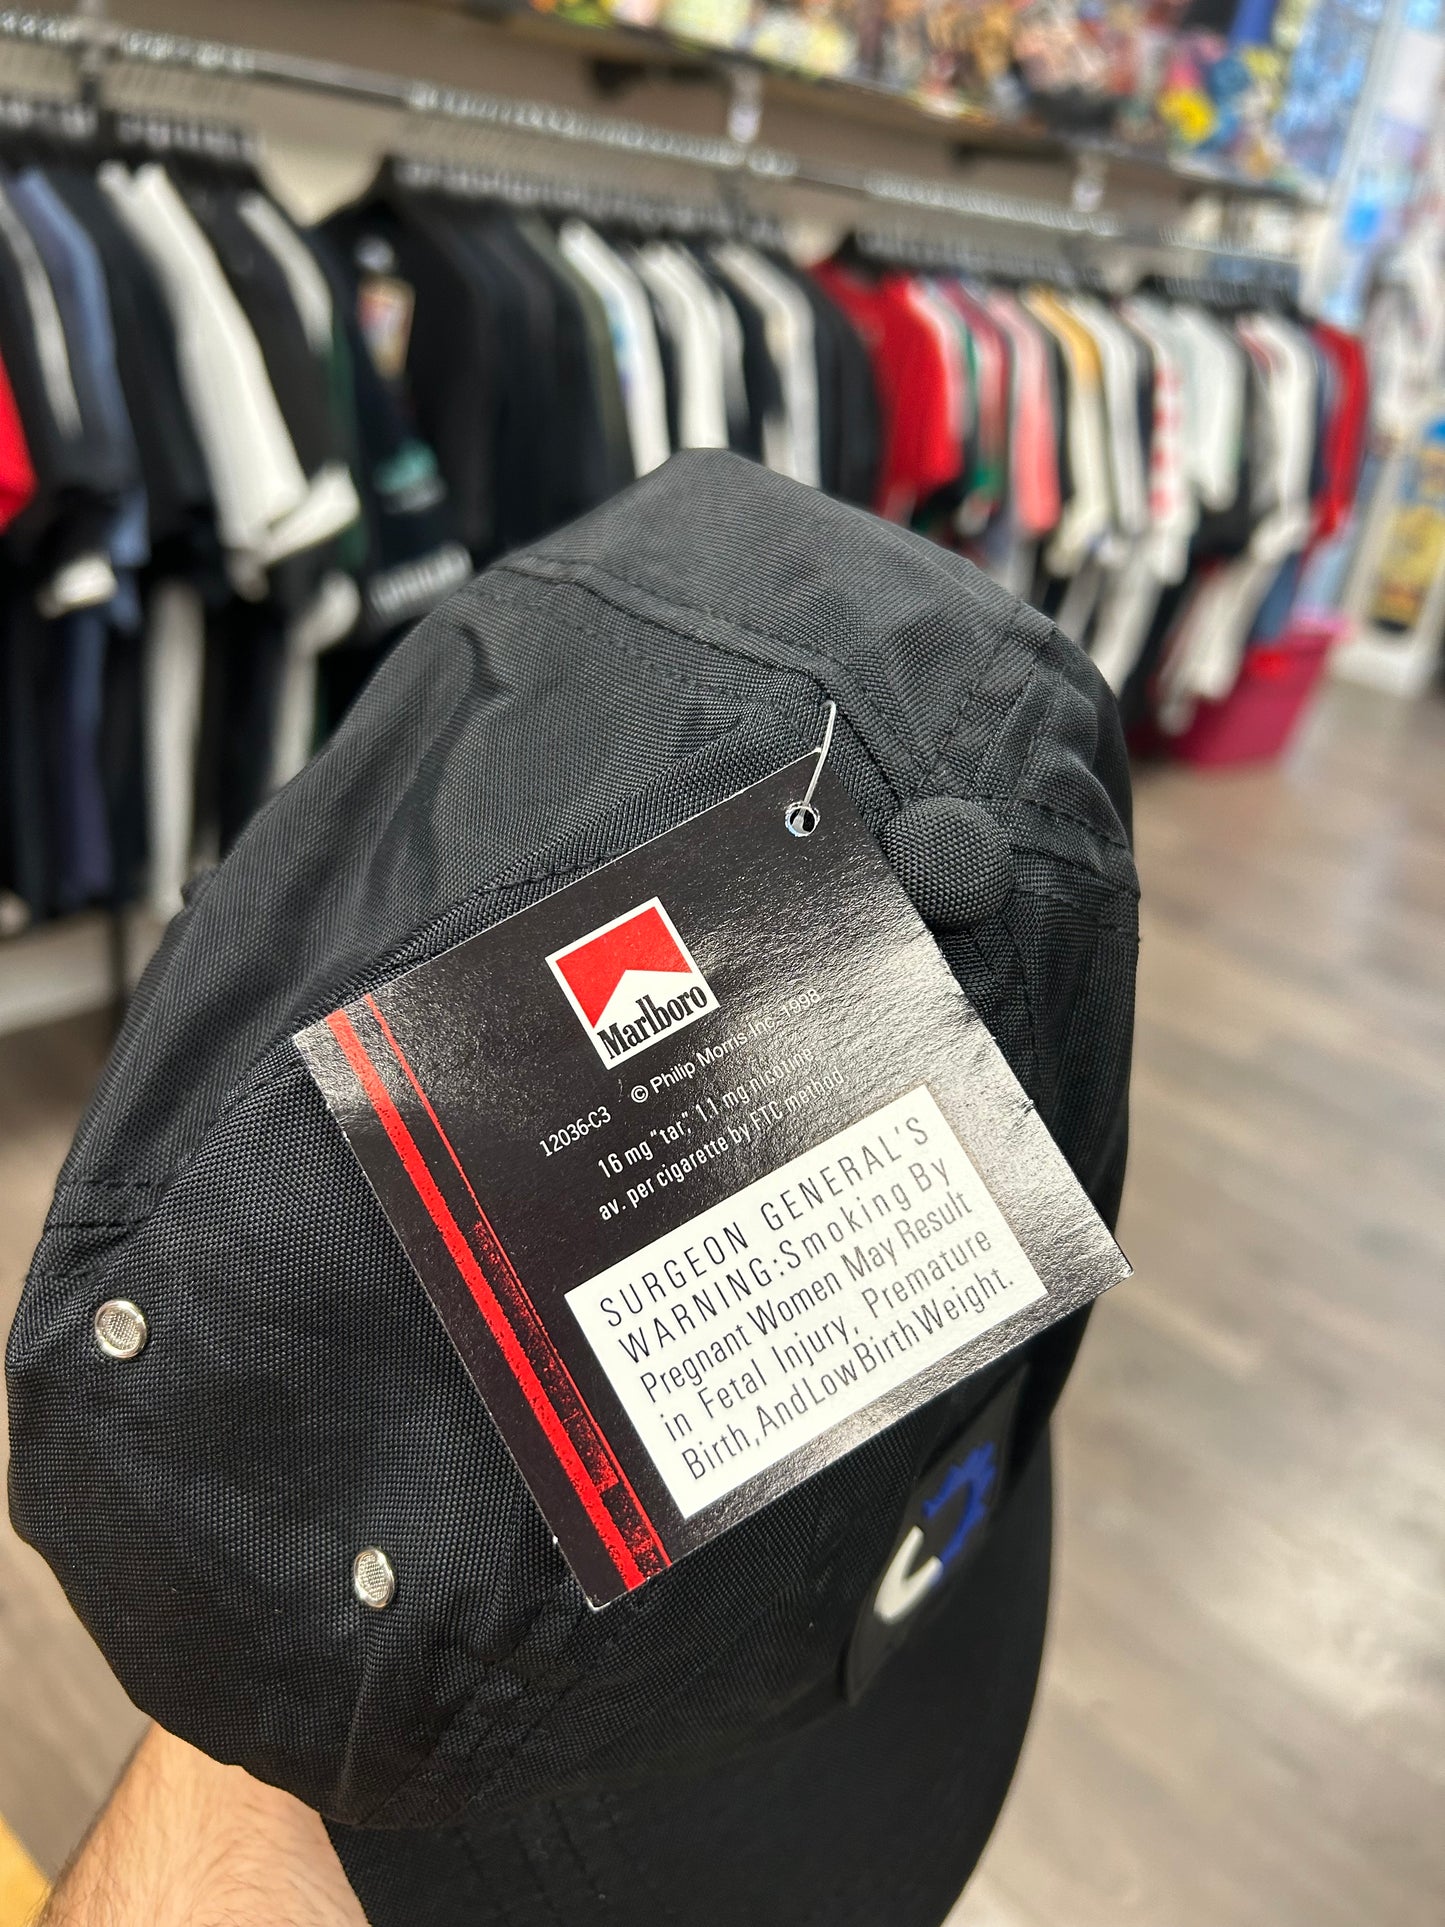 Marlboro
© Philip Morris Inc. 1998
12036-C3
16 mg "tar," 1.1 mg nicotine
av. per cigarette by FTC method.
SURGEON GENERAL'S
WARNING: Smoking By
Pregnant Women May Result
in Fetal Injury, Premature
Birth, And Low Birth Weight.